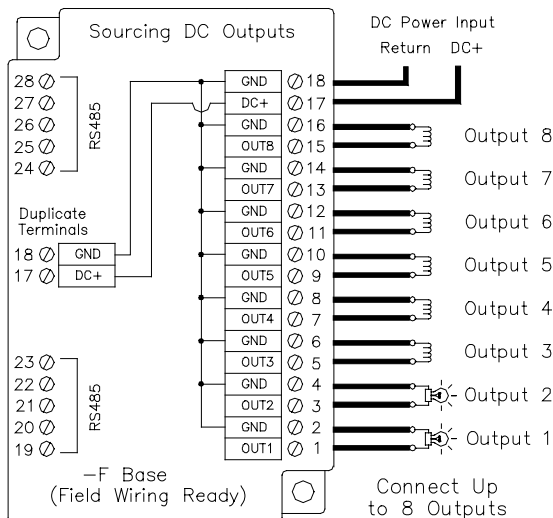 Sourcing DC Outputs
DC Power Input
Return DC+
28
27
26
25
24
RS485
Duplicate
Terminals
18 GND
17 DC+
23
22
21
20
19
RS485
GND 18
DC+ 17
GND 16
OUT8 15
Output 8
GND 14
OUT7 13
Output 7
GND 12
OUT6 11
Output 6
GND 10
OUT5 9
Output 5
GND 8
OUT4 7
Output 4
GND 6
OUT3 5
Output 3
GND 4
OUT2 3
Output 2
GND 2
OUT1 1
Output 1
-F Base
(Field Wiring Ready)
Connect Up
to 8 Outputs